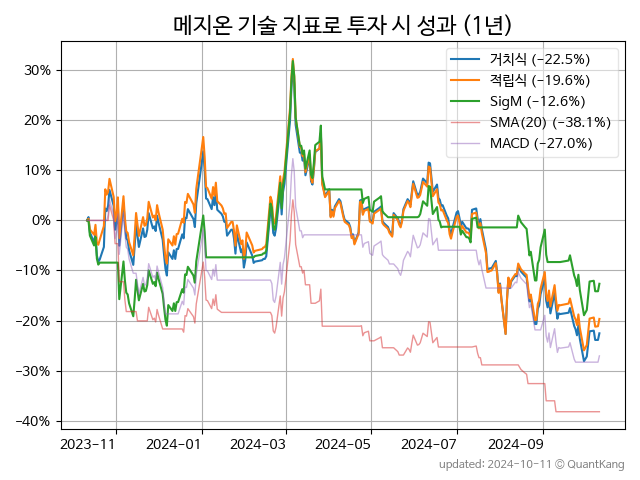 메지온 기술 지표로 투자 시 성과 (1년)
거치식 (−22.5%)
적립식 (−19.6%)
SigM (−12.6%)
SMA(20) (−38.1%)
MACD (−27.0%)
30%
20%
10%
0%
−10%
−20%
−30%
−40%
2023-11
2024-01
2024-03
2024-05
2024-07
2024-09
updated: 2024-10-11 © QuantKang